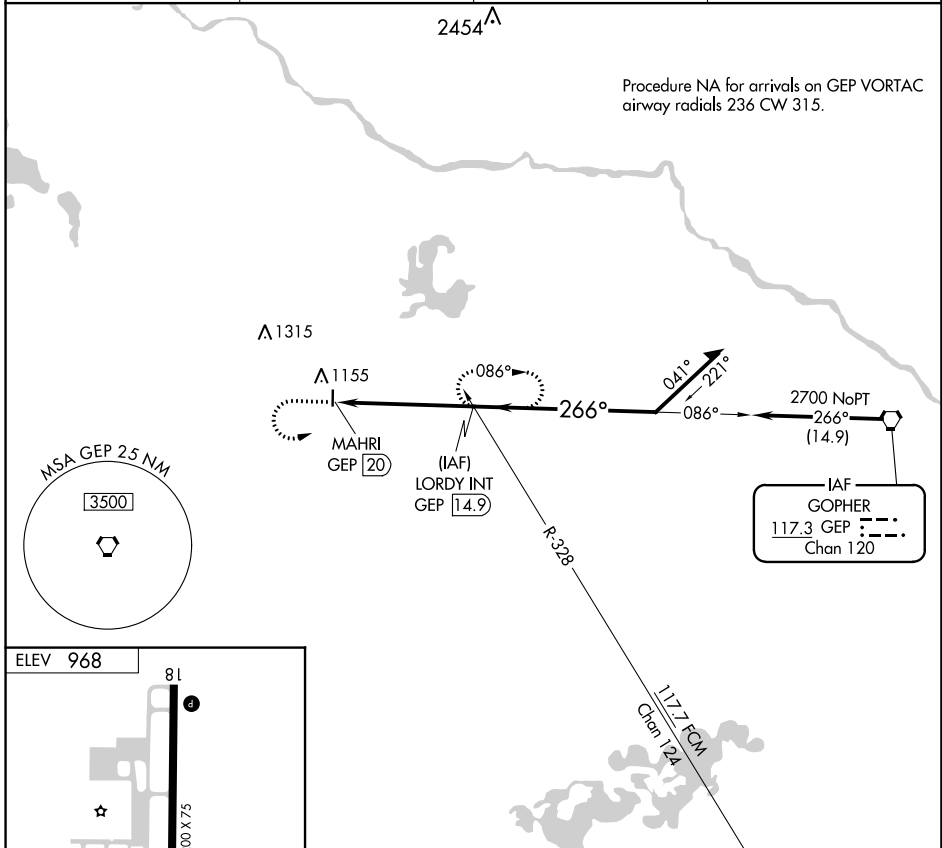 2454
Procedure NA for arrivals on GEP VORTAC
airway radials 236 CW 315.
1315
1155
086°
041°
221°
2700 NoPT
266°
086°
266°
(14.9)
MAHRI
GEP 20
(IAF)
LORDY INT
GEP 14.9
IAF
GOPHER
117.3 GEP
Chan 120
MSA GEP 25 NM
3500
R-328
117.7 FCM
Chan 124
ELEV 968
18
P
00 X 75